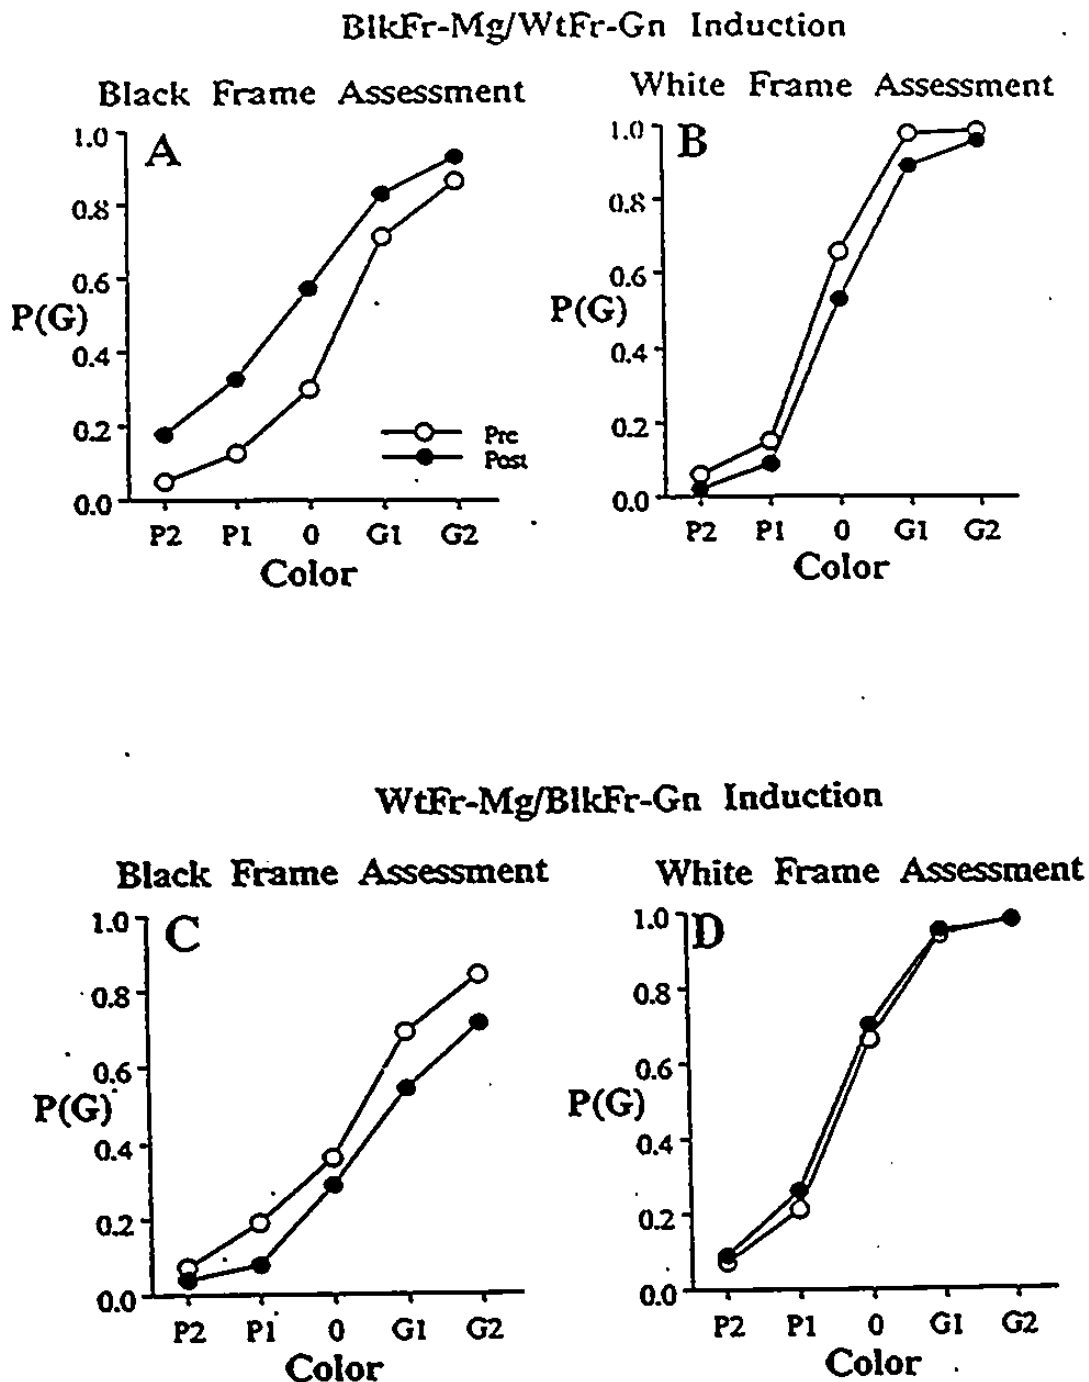 BlkFr-Mg/WtFr-Gn Induction
Black Frame Assessment
A
1.0
0.8
0.6
P(G)
0.4
0.2
0.0
Pre
Post
P2 P1 0 G1 G2
Color
White Frame Assessment
B
1.0
0.8
0.6
P(G)
0.4
0.2
0.0
P2 P1 0 G1 G2
Color
WtFr-Mg/BlkFr-Gn Induction
Black Frame Assessment
C
1.0
0.8
0.6
P(G)
0.4
0.2
0.0
P2 P1 0 G1 G2
Color
White Frame Assessment
D
1.0
0.8
0.6
P(G)
0.4
0.2
0.0
P2 P1 0 G1 G2
Color